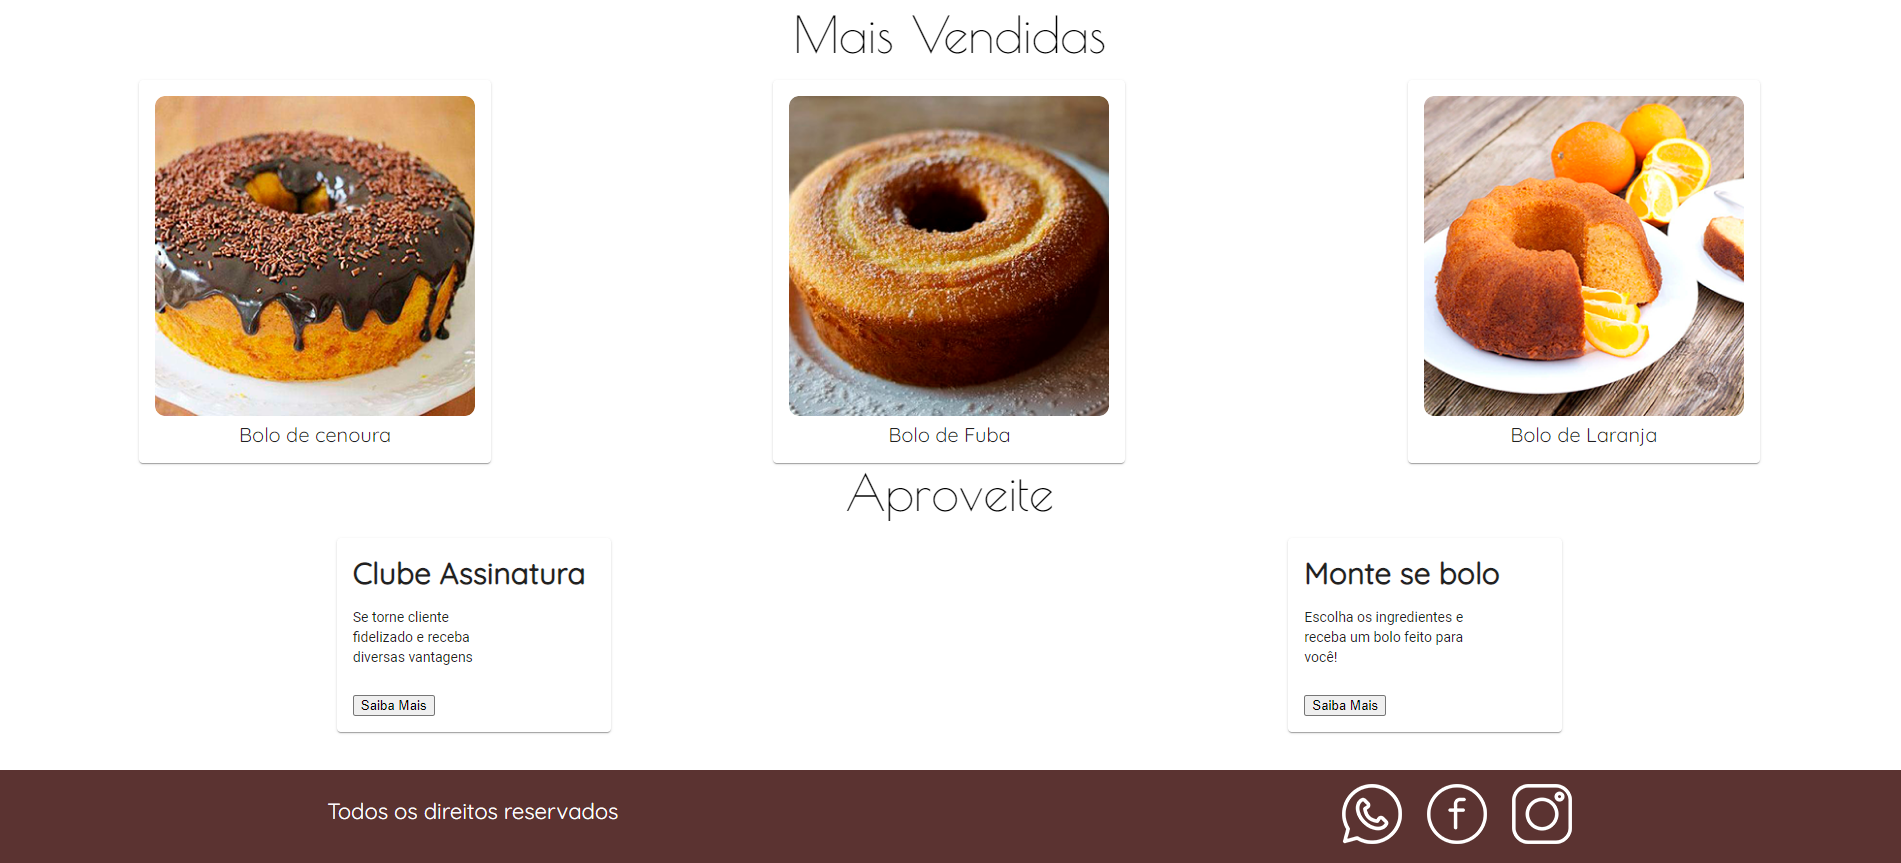 Mais Vendidas
Bolo de cenoura
Bolo de Fuba
Bolo de Laranja
Aproveite
Clube Assinatura
Se torne cliente
fidelizado e receba
diversas vantagens
Saiba Mais
Monte se bolo
Escolha os ingredientes e
receba um bolo feito para
você!
Saiba Mais
Todos os direitos reservados